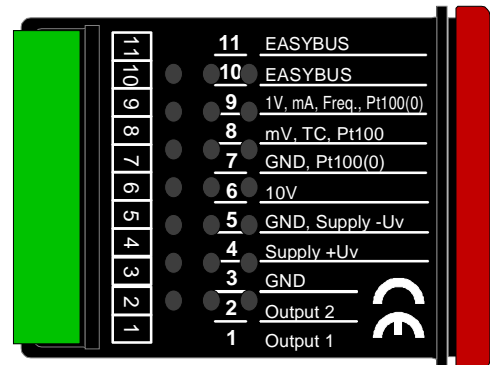 11
10
9
8
7
6
5
4
3
2
1
11 EASYBUS
10 EASYBUS
9 1V, mA, Freq., Pt100(0)
8 mV, TC, Pt100
7 GND, Pt100(0)
6 10V
5 GND, Supply -Uv
4 Supply +Uv
3 GND
2 Output 2
1 Output 1
CE